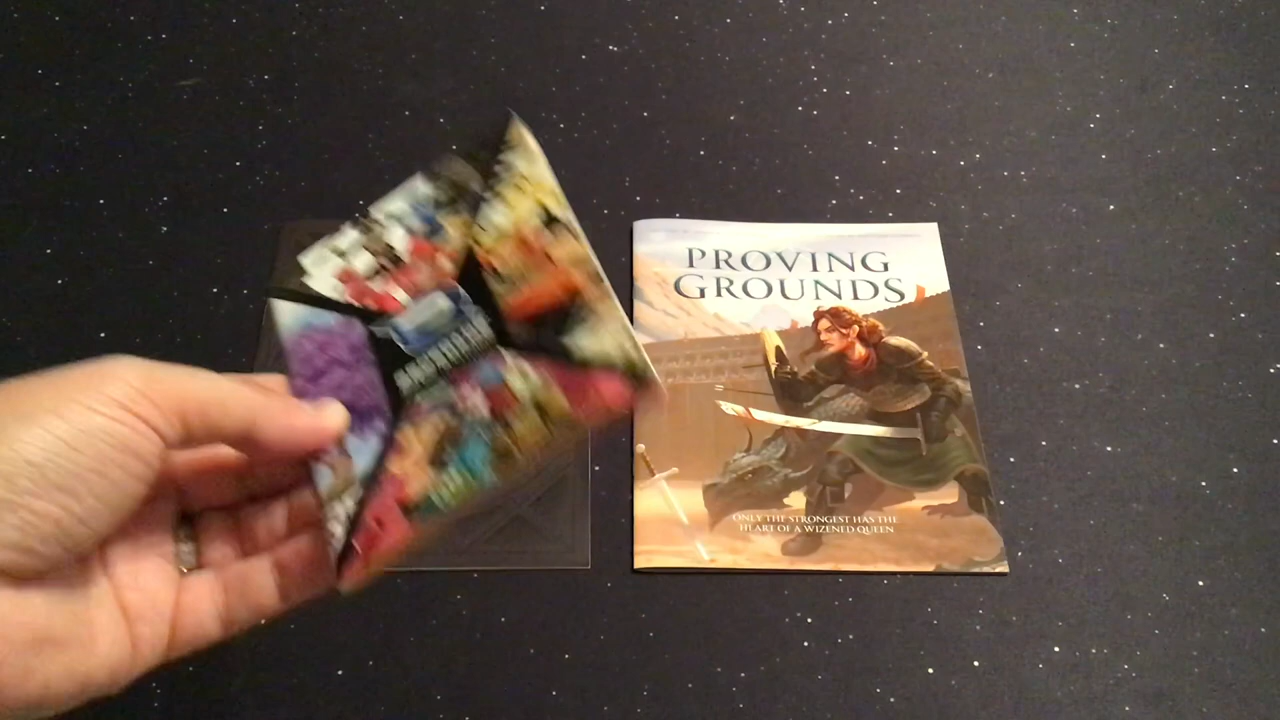 PROVING
GROUNDS
ONLY THE STRONGEST HAS THE
HEART OF A WIZENED QUEEN